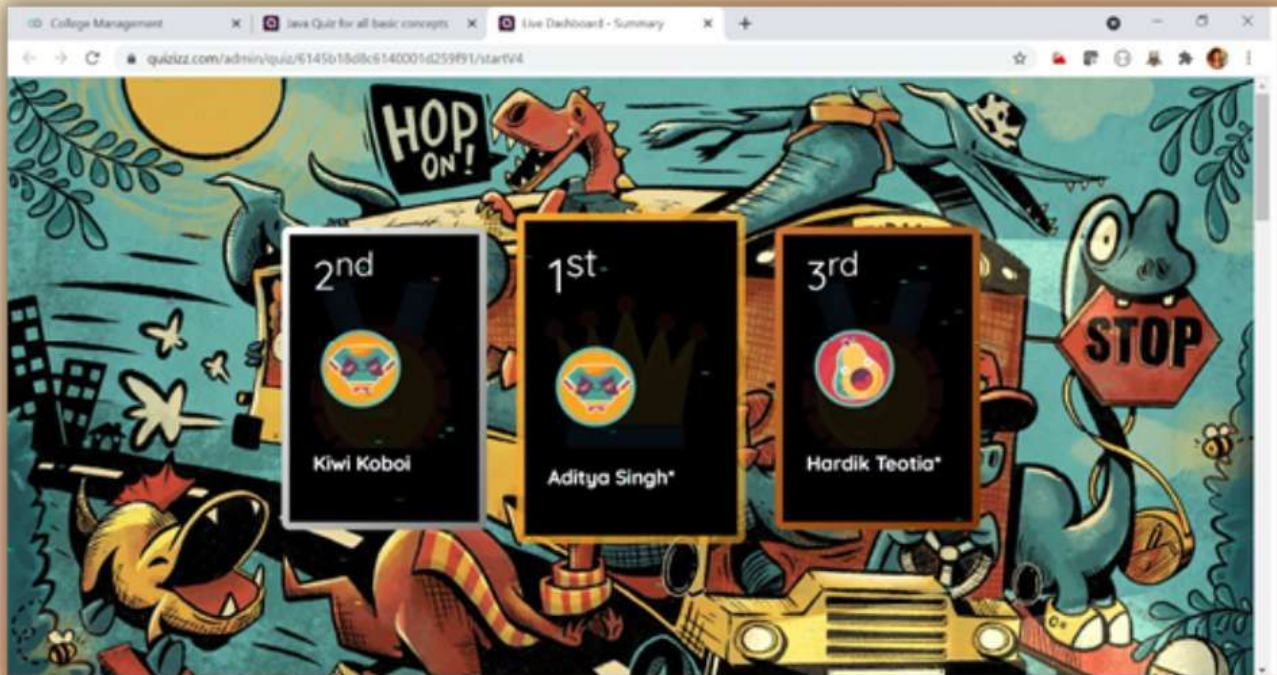 College Management
Java Quiz for all basic concepts
Live Dashboard - Summary
quizizz.com/admin/quiz/6145b18d8c6140001d259f91/startV4
HOP
ON!
2nd
Kiwi Koboi
1st
Aditya Singh*
3rd
Hardik Teotia*
STOP